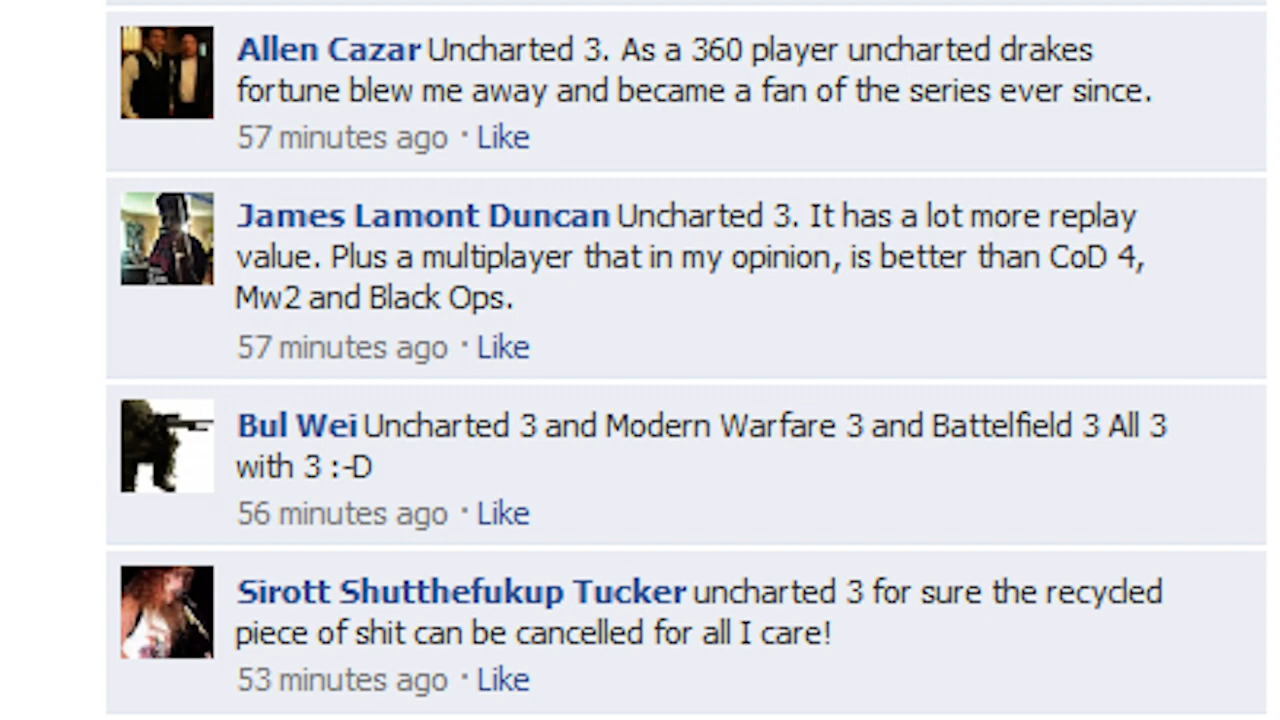 Allen Cazar Uncharted 3. As a 360 player uncharted drakes
fortune blew me away and became a fan of the series ever since.
57 minutes ago · Like
James Lamont Duncan Uncharted 3. It has a lot more replay
value. Plus a multiplayer that in my opinion, is better than CoD 4,
Mw2 and Black Ops.
57 minutes ago · Like
Bul Wei Uncharted 3 and Modern Warfare 3 and Battelfield 3 All 3
with 3 :-D
56 minutes ago · Like
Sirott Shutthefukup Tucker uncharted 3 for sure the recycled
piece of shit can be cancelled for all I care!
53 minutes ago · Like